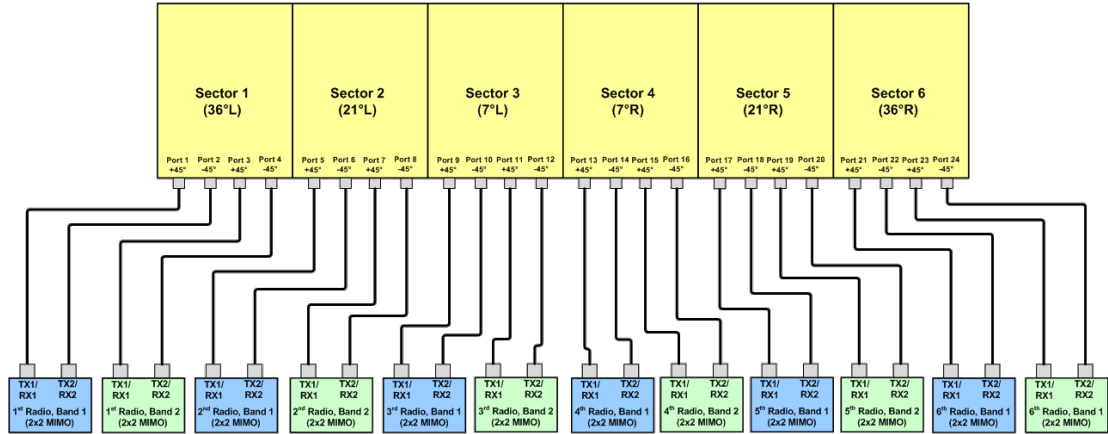 Sector 1
(36°L)
Sector 2
(21°L)
Sector 3
(7°L)
Sector 4
(7°R)
Sector 5
(21°R)
Sector 6
(36°R)
Port 1 Port 2 Port 3 Port 4 Port 5 Port 6 Port 7 Port 8 Port 9 Port 10 Port 11 Port 12 Port 13 Port 14 Port 15 Port 16 Port 17 Port 18 Port 19 Port 20 Port 21 Port 22 Port 23 Port 24
+45° -45° +45° -45° +45° -45° +45° -45° +45° -45° +45° -45° +45° -45° +45° -45° +45° -45° +45° -45° +45° -45° +45° -45°
TX1/ TX2/
RX1 RX2
1st Radio, Band 1
(2x2 MIMO)
TX1/ TX2/
RX1 RX2
1st Radio, Band 2
(2x2 MIMO)
TX1/ TX2/
RX1 RX2
2nd Radio, Band 1
(2x2 MIMO)
TX1/ TX2/
RX1 RX2
2nd Radio, Band 2
(2x2 MIMO)
TX1/ TX2/
RX1 RX2
3rd Radio, Band 1
(2x2 MIMO)
TX1/ TX2/
RX1 RX2
3rd Radio, Band 2
(2x2 MIMO)
TX1/ TX2/
RX1 RX2
4th Radio, Band 1
(2x2 MIMO)
TX1/ TX2/
RX1 RX2
4th Radio, Band 2
(2x2 MIMO)
TX1/ TX2/
RX1 RX2
5th Radio, Band 1
(2x2 MIMO)
TX1/ TX2/
RX1 RX2
5th Radio, Band 2
(2x2 MIMO)
TX1/ TX2/
RX1 RX2
6th Radio, Band 1
(2x2 MIMO)
TX1/ TX2/
RX1 RX2
6th Radio, Band 2
(2x2 MIMO)